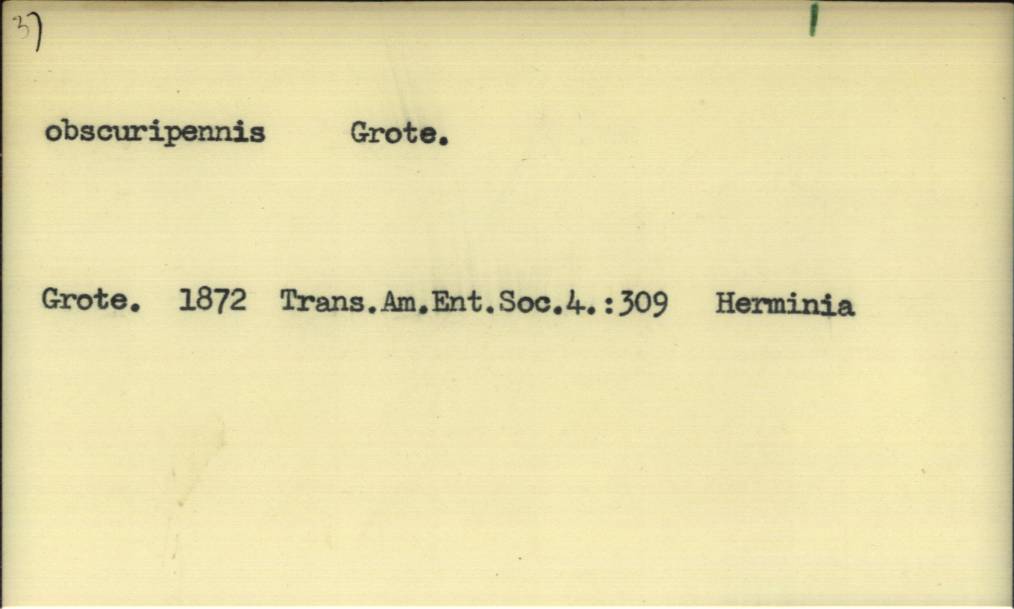 37
obscuripennis Grote.
Grote. 1872 Trans.Am.Ent.Soc.4.:309 Herminia